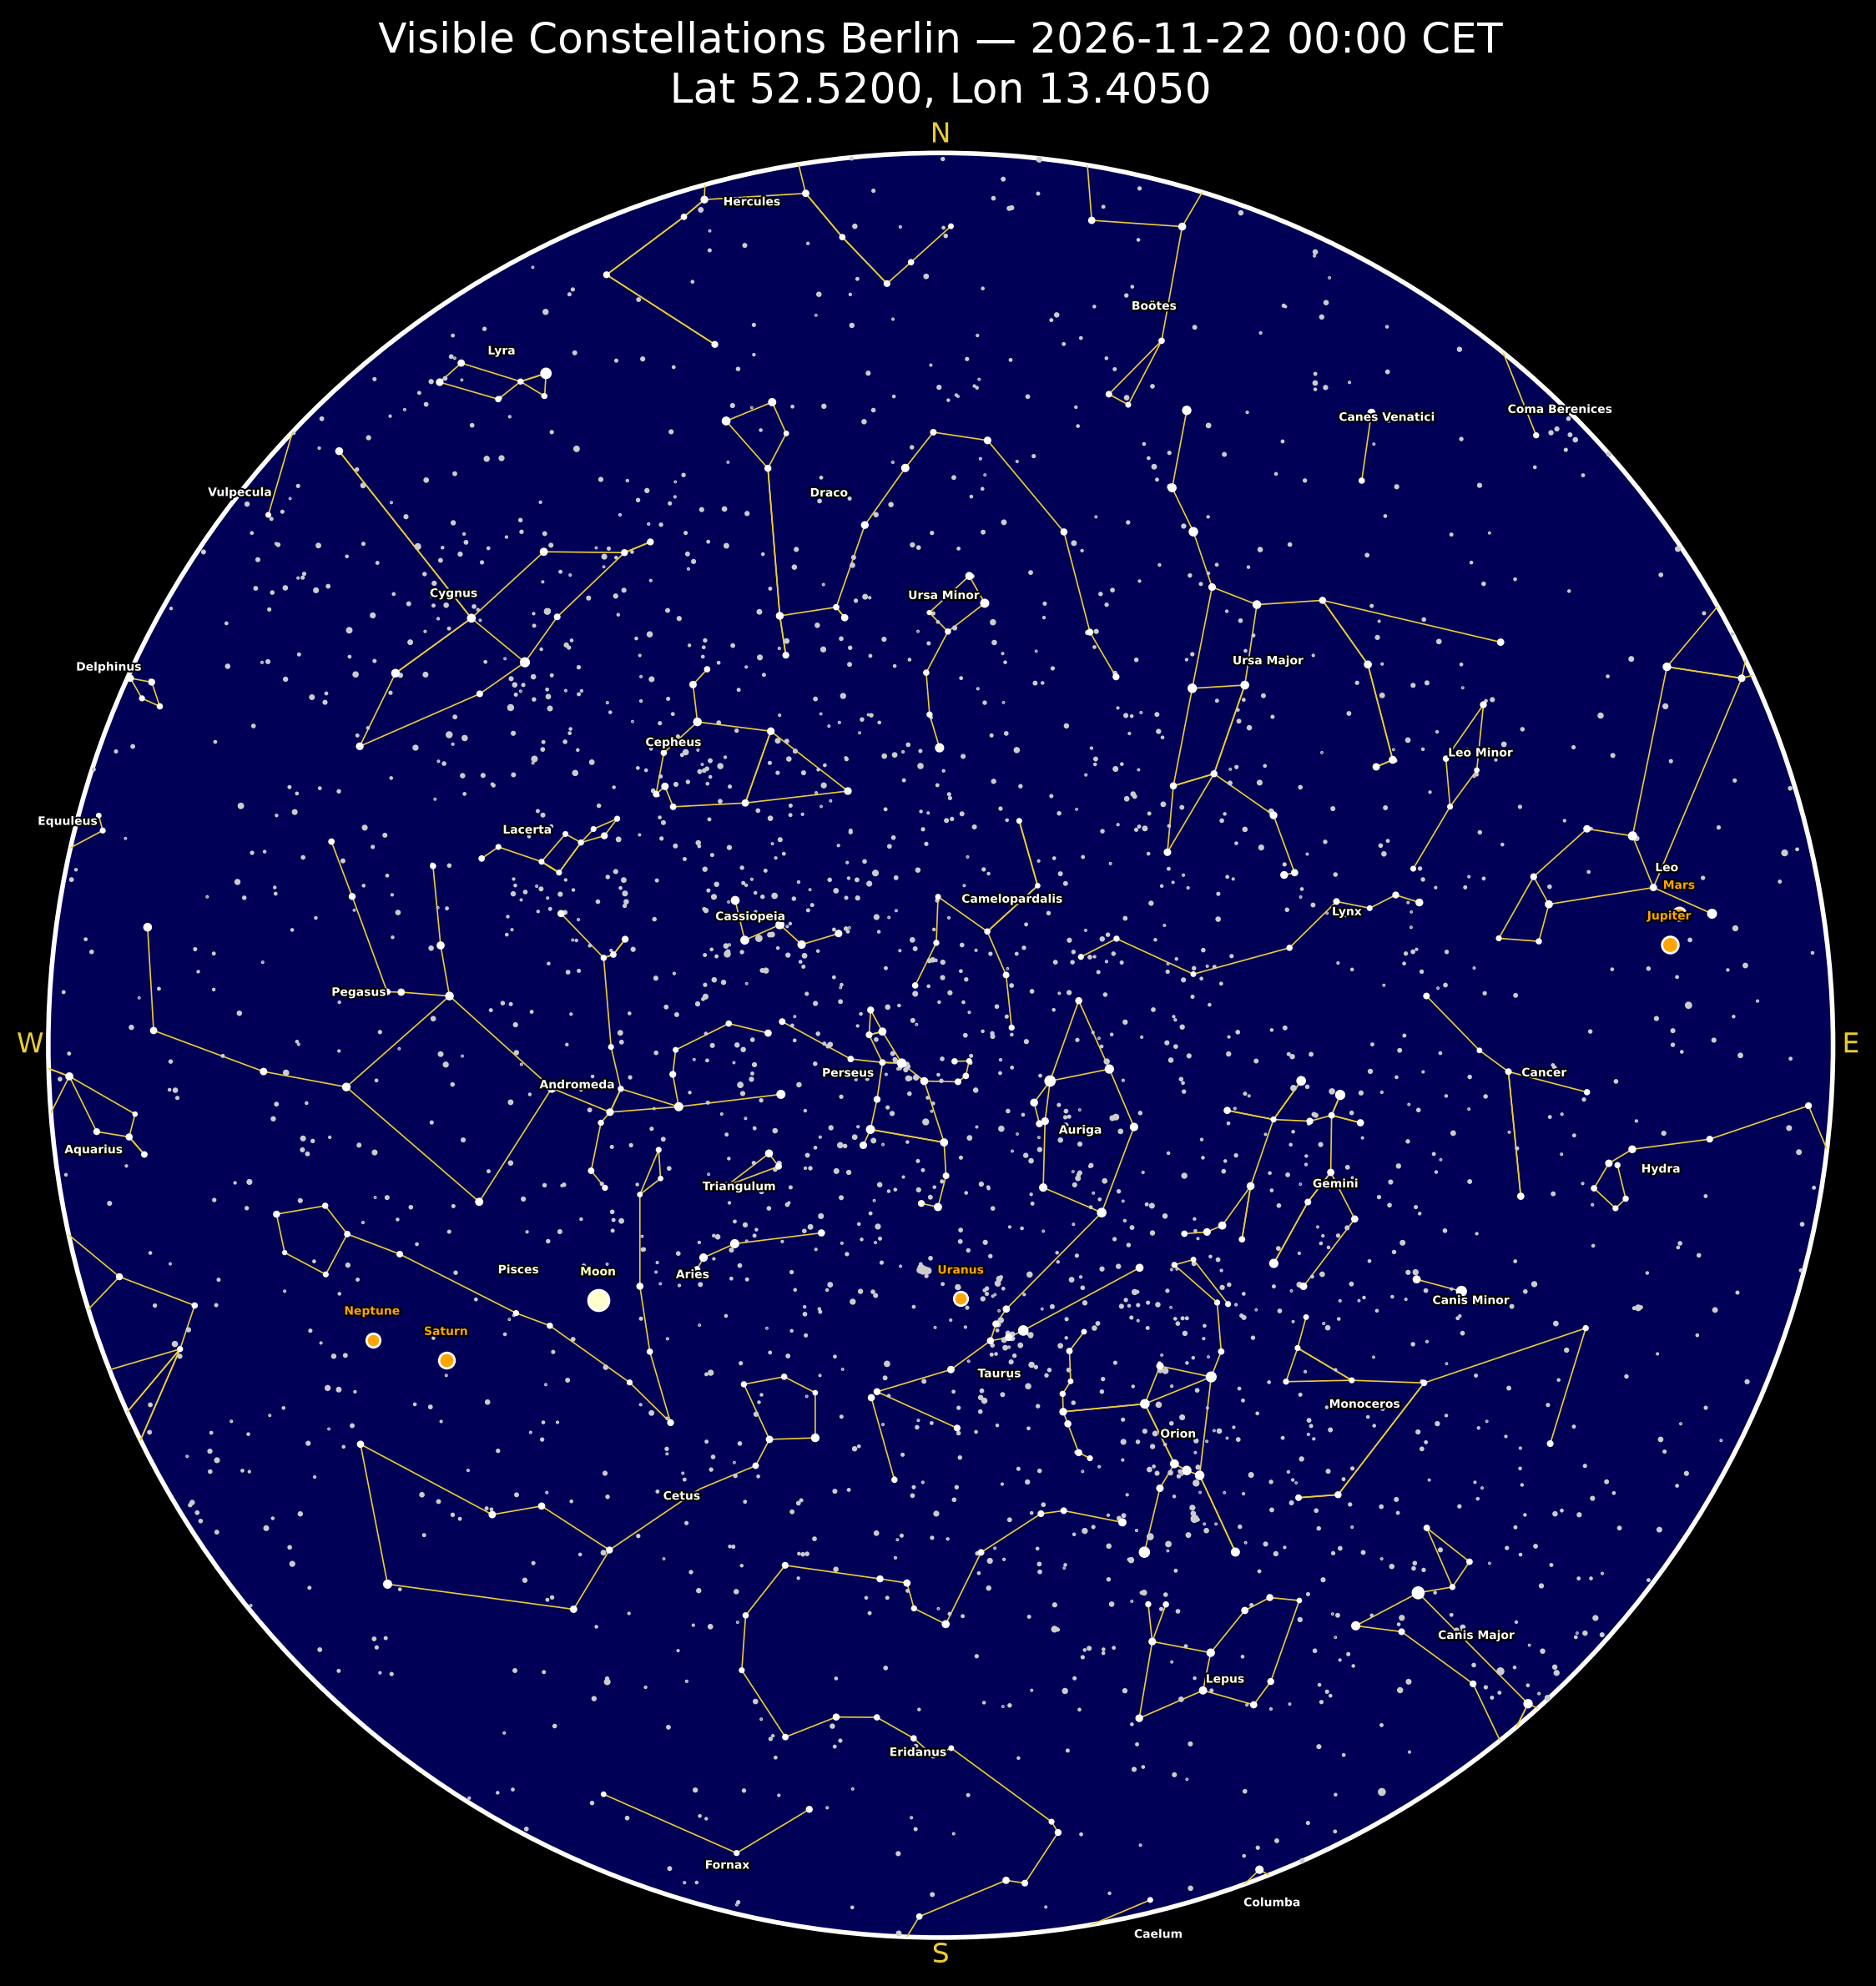 Visible Constellations Berlin — 2026-11-22 00:00 CET
Lat 52.5200, Lon 13.4050
N
Hercules
Boötes
Lyra
Coma Berenices
Canes Venatici
Vulpecula
Draco
Cygnus
Ursa Minor
Delphinus
Ursa Major
Cepheus
Leo Minor
Equuleus
Lacerta
Leo
Mars
Camelopardalis
Cassiopeia
Lynx
Jupiter
Pegasus
W
E
Perseus
Cancer
Andromeda
Auriga
Aquarius
Hydra
Triangulum
Gemini
Pisces
Moon
Aries
Uranus
Canis Minor
Neptune
Saturn
Taurus
Monoceros
Orion
Cetus
Canis Major
Lepus
Eridanus
Fornax
Columba
Caelum
S